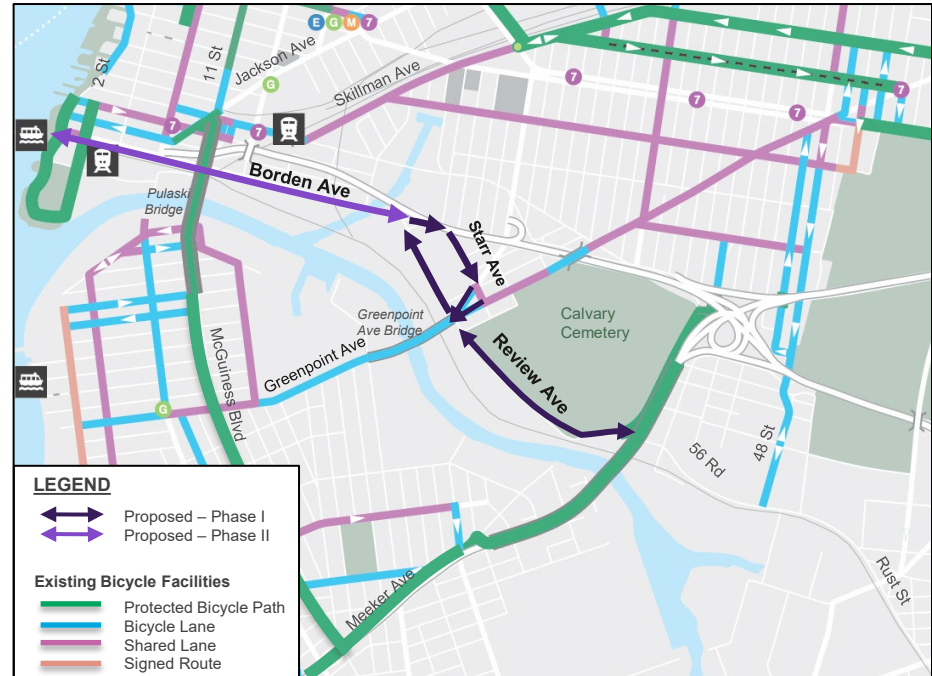 E G M 7
2 St
11 St
Jackson Ave
G
Skillman Ave
7
7
7
7
7
7
Borden Ave
Pulaski
Bridge
Starr Ave
Greenpoint
Ave Bridge
Calvary
Cemetery
Greenpoint Ave
McGuiness Blvd
Review Ave
G
48 St
56 Rd
Rust St
Meeker Ave
LEGEND
Proposed – Phase I
Proposed – Phase II
Existing Bicycle Facilities
Protected Bicycle Path
Bicycle Lane
Shared Lane
Signed Route